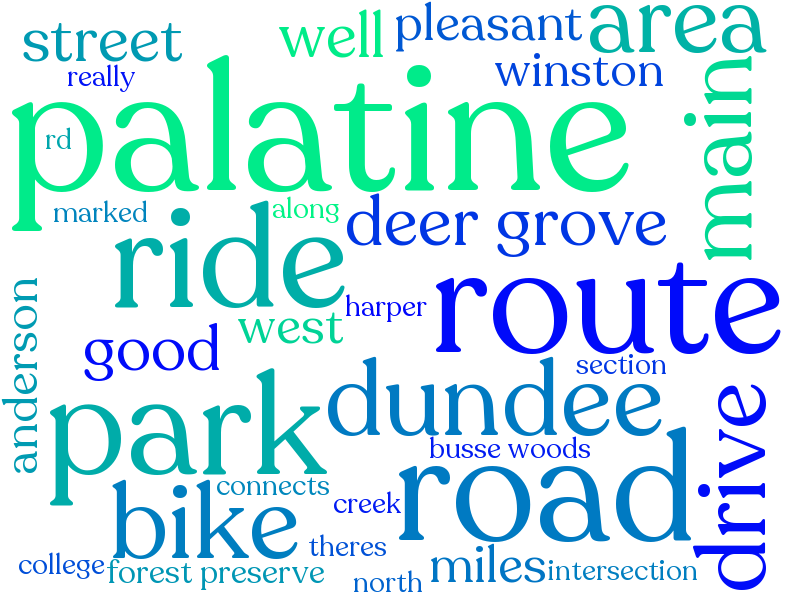 street
well
pleasant
area
really
winston
palatine
main
rd
marked
along
deer grove
ride
route
harper
west
good
anderson
section
park
dundee
drive
busse woods
road
connects
bike
creek
theres
miles
college
forest preserve
north
intersection